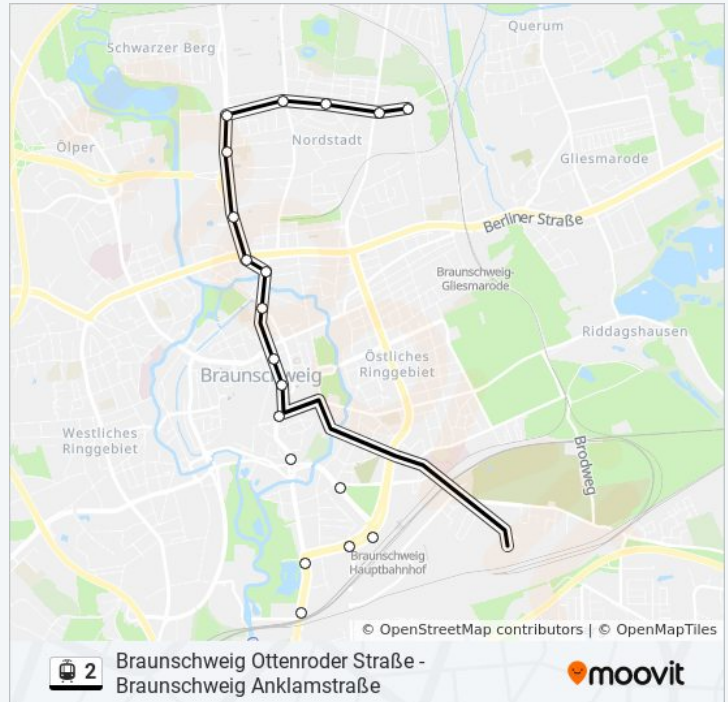 Schwarzer Berg
Querum
Ölper
Nordstadt
Gliesmarode
Berliner Straße
Braunschweig-
Gliesmarode
Riddagshausen
Braunschweig
Östliches
Ringgebiet
Westliches
Ringgebiet
Brodweg
Braunschweig
Hauptbahnhof
© OpenStreetMap contributors | © OpenMapTiles
2
Braunschweig Ottenroder Straße -
Braunschweig Anklamstraße
moovit